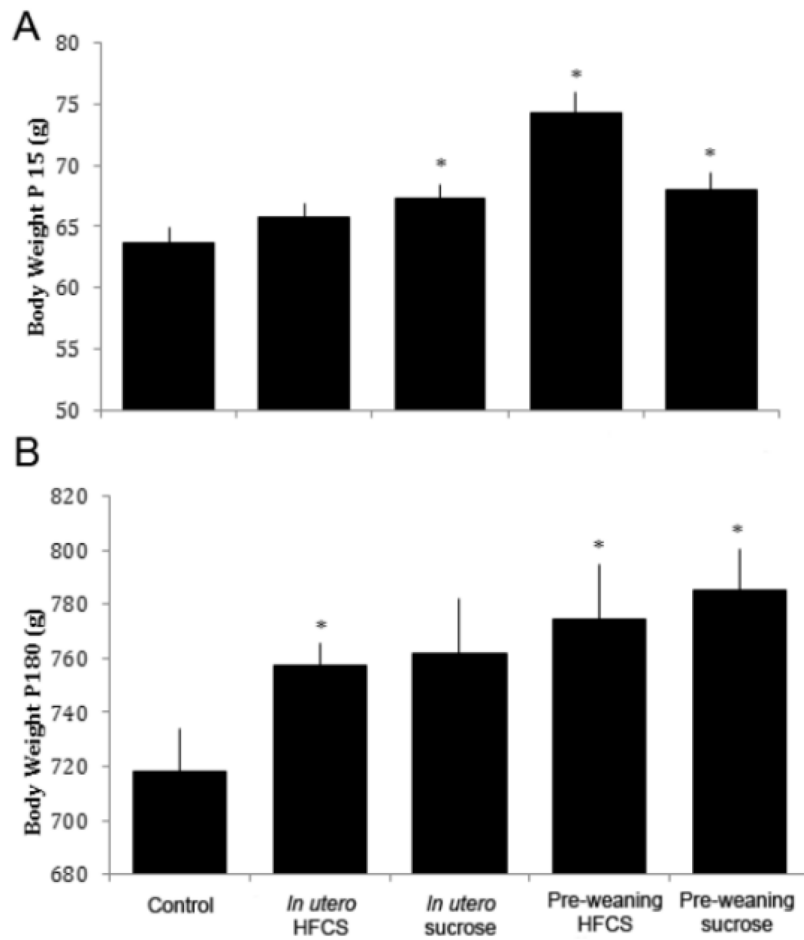 A
Body Weight P 15 (g)
80
75
70
65
60
55
50
*
*
*
B
Body Weight P180 (g)
820
800
780
760
740
720
700
680
*
*
*
Control
In utero
HFCS
In utero
sucrose
Pre-weaning
HFCS
Pre-weaning
sucrose